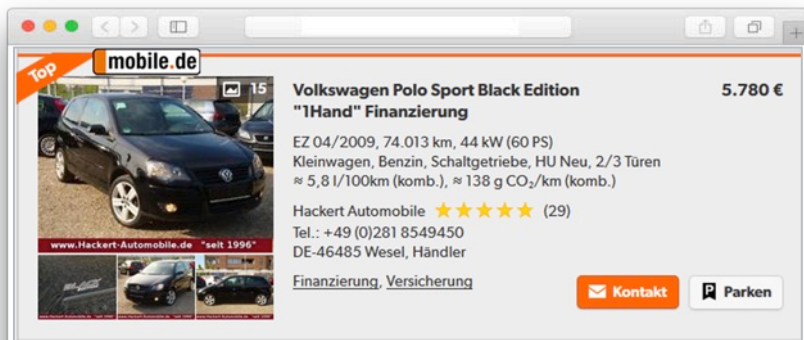 Top
mobile.de
15
Volkswagen Polo Sport Black Edition
"1Hand" Finanzierung
5.780 €
EZ 04/2009, 74.013 km, 44 kW (60 PS)
Kleinwagen, Benzin, Schaltgetriebe, HU Neu, 2/3 Türen
≈ 5,8 l/100km (komb.), ≈ 138 g CO₂/km (komb.)
Hackert Automobile ★★★★★ (29)
Tel.: +49 (0)281 8549450
DE-46485 Wesel, Händler
Finanzierung, Versicherung
Kontakt
Parken
www.Hackert-Automobile.de "seit 1996"
BLACK